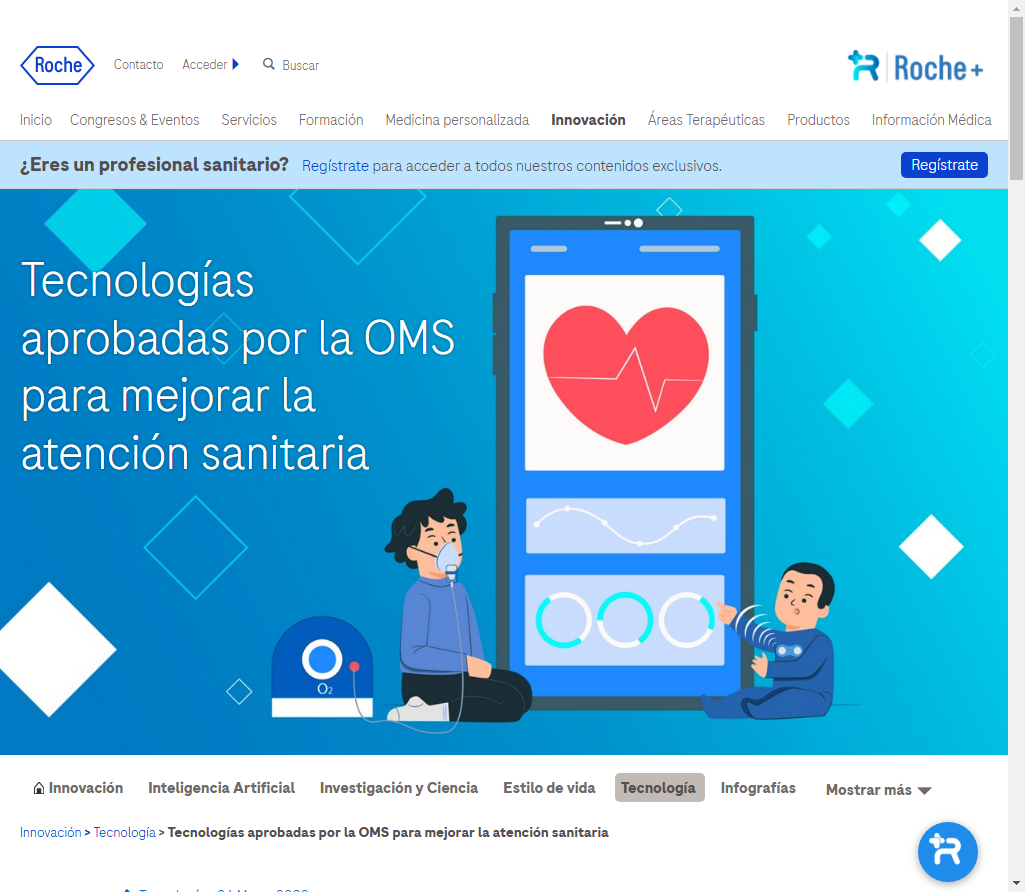 Roche
Contacto
Acceder
Buscar
Roche+
Inicio
Congresos & Eventos
Servicios
Formación
Medicina personalizada
Innovación
Áreas Terapéuticas
Productos
Información Médica
¿Eres un profesional sanitario? Regístrate para acceder a todos nuestros contenidos exclusivos.
Regístrate
Tecnologías
aprobadas por la OMS
para mejorar la
atención sanitaria
O2
Innovación
Inteligencia Artificial
Investigación y Ciencia
Estilo de vida
Tecnología
Infografías
Mostrar más
Innovación > Tecnología > Tecnologías aprobadas por la OMS para mejorar la atención sanitaria